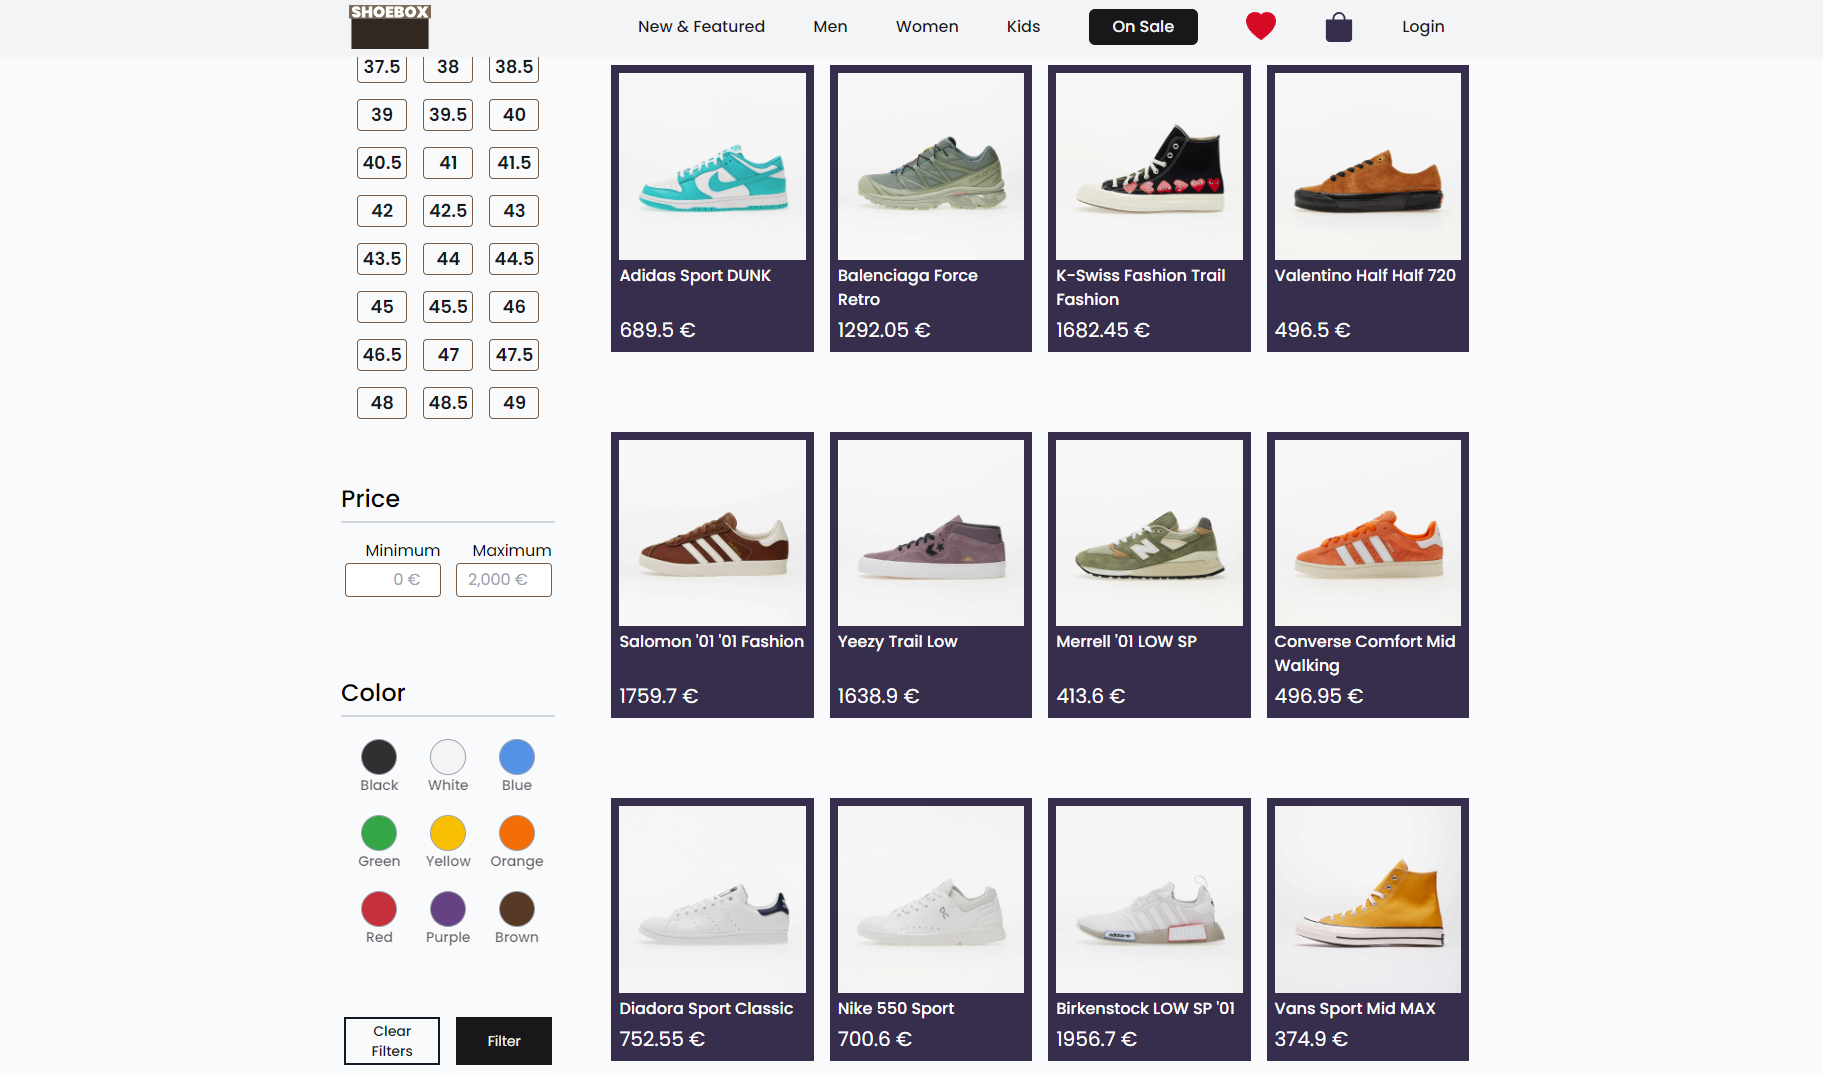 SHOEBOX
New & Featured
Men
Women
Kids
On Sale
Login
37.5 38 38.5
39 39.5 40
40.5 41 41.5
42 42.5 43
43.5 44 44.5
45 45.5 46
46.5 47 47.5
48 48.5 49
Price
Minimum Maximum
0 € 2,000 €
Color
Black White Blue
Green Yellow Orange
Red Purple Brown
Clear
Filters
Filter
Adidas Sport DUNK
689.5 €
Balenciaga Force
Retro
1292.05 €
K-Swiss Fashion Trail
Fashion
1682.45 €
Valentino Half Half 720
496.5 €
Salomon '01 '01 Fashion
1759.7 €
Yeezy Trail Low
1638.9 €
Merrell '01 LOW SP
413.6 €
Converse Comfort Mid
Walking
496.95 €
Diadora Sport Classic
752.55 €
Nike 550 Sport
700.6 €
Birkenstock LOW SP '01
1956.7 €
Vans Sport Mid MAX
374.9 €